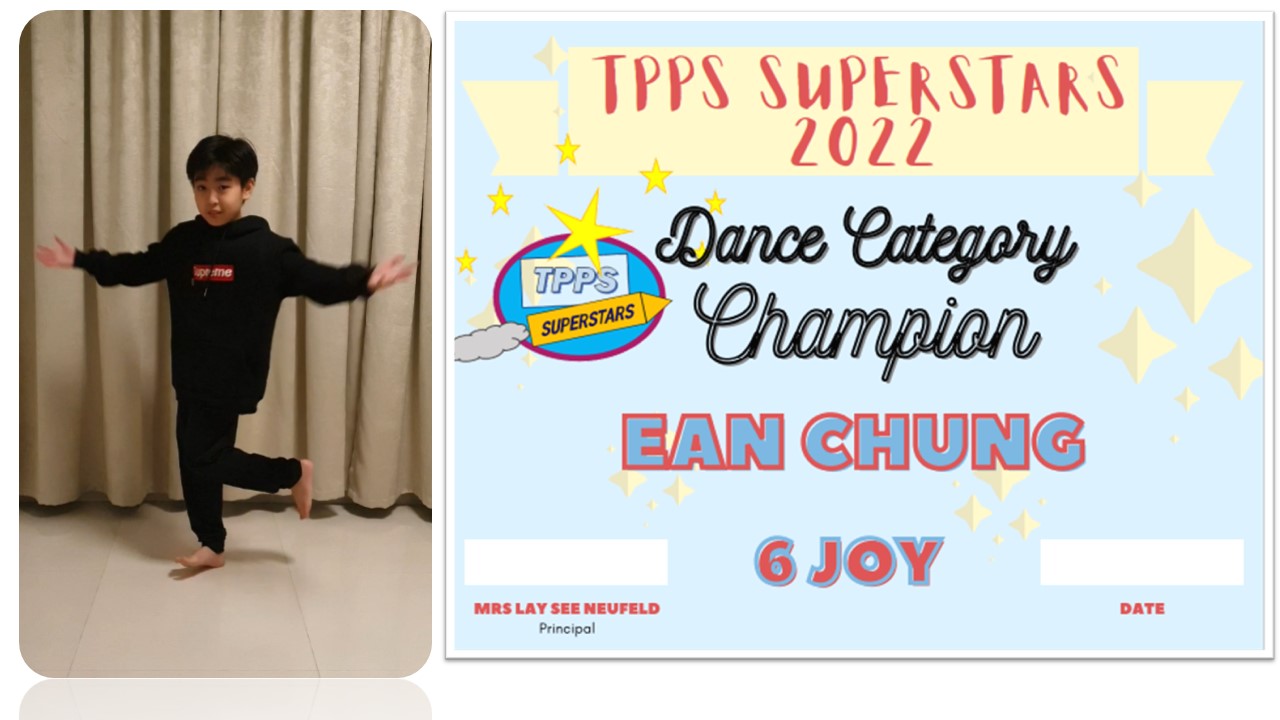 Supreme
TPPS SUPERSTARS
2022
Dance Category
Champion
TPPS
SUPERSTARS
EAN CHUNG
6 JOY
MRS LAY SEE NEUFELD
Principal
DATE